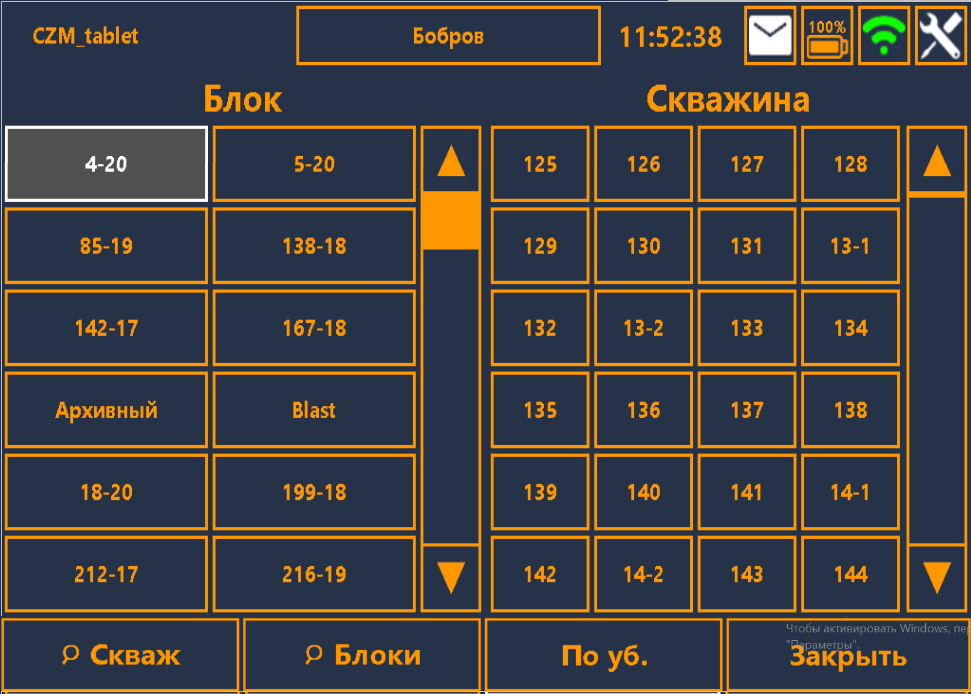 CZM_tablet
Бобров
11:52:38
100%
Блок
Скважина
4-20 5-20 125 126 127 128
85-19 138-18 129 130 131 13-1
142-17 167-18 132 13-2 133 134
Архивный Blast 135 136 137 138
18-20 199-18 139 140 141 14-1
212-17 216-19 142 14-2 143 144
Чтобы активировать Windows, пе
"Параметры".
Скваж
Блоки
По уб.
Закрыть